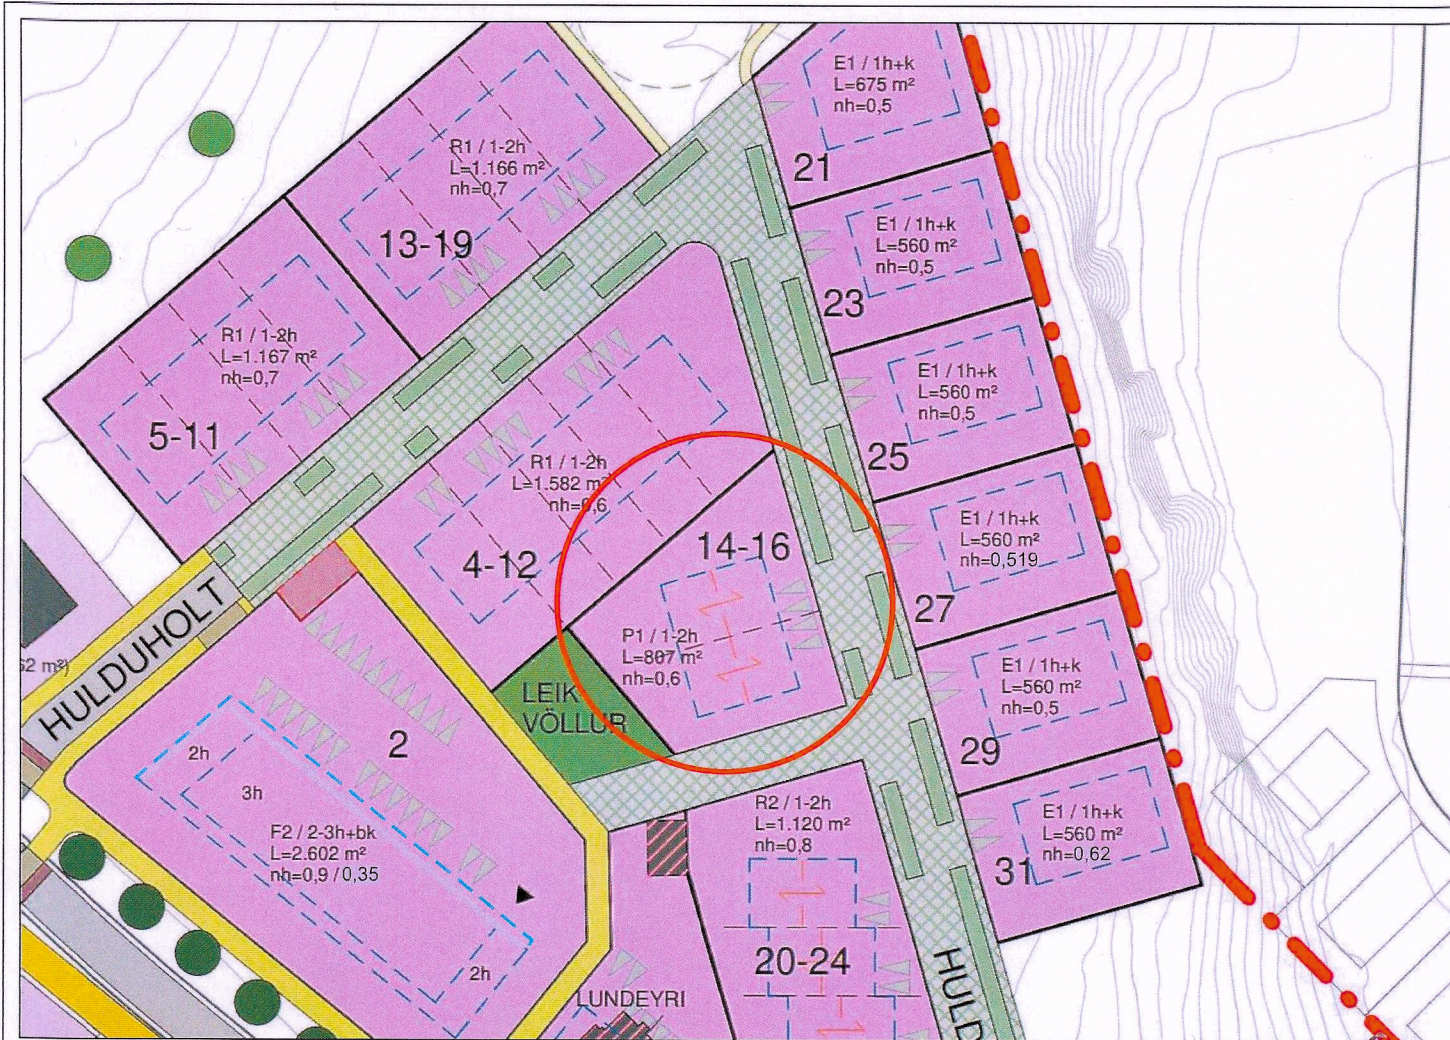 E1 / 1h+k
L=675 m²
nh=0,5
21
R1 / 1-2h
L=1.166 m²
nh=0,7
13-19
E1 / 1h+k
L=560 m²
nh=0,5
23
R1 / 1-2h
L=1.167 m²
nh=0,7
5-11
E1 / 1h+k
L=560 m²
nh=0,5
25
R1 / 1-2h
L=1.582 m²
nh=0,6
4-12
14-16
P1 / 1-2h
L=807 m²
nh=0,6
E1 / 1h+k
L=560 m²
nh=0,519
27
HULDUHOLT
62 m²)
LEIK
VÖLLUR
E1 / 1h+k
L=560 m²
nh=0,5
29
2
2h
3h
F2 / 2-3h+bk
L=2.602 m²
nh=0,9 / 0,35
2h
R2 / 1-2h
L=1.120 m²
nh=0,8
20-24
E1 / 1h+k
L=560 m²
nh=0,62
31
LUNDEYRI
HULD